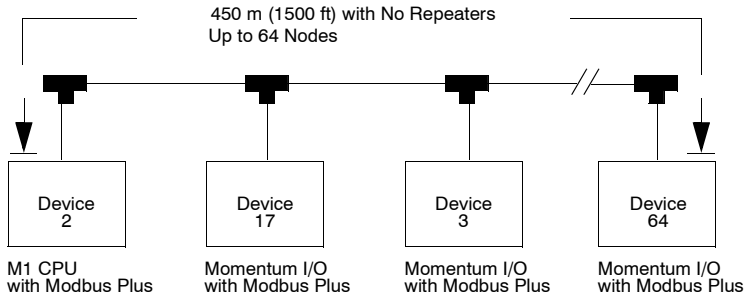 450 m (1500 ft) with No Repeaters
Up to 64 Nodes
Device
2
Device
17
Device
3
Device
64
M1 CPU
with Modbus Plus
Momentum I/O
with Modbus Plus
Momentum I/O
with Modbus Plus
Momentum I/O
with Modbus Plus